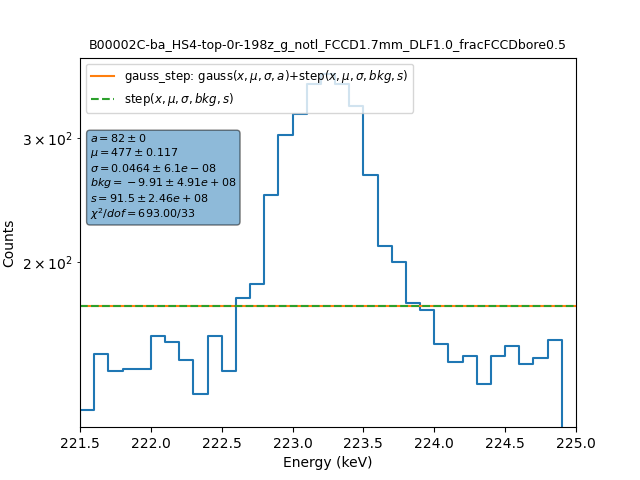 B00002C-ba_HS4-top-0r-198z_g_notl_FCCD1.7mm_DLF1.0_fracFCCDbore0.5
gauss_step: gauss(x, μ, σ, a)+step(x, μ, σ, bkg, s)
step(x, μ, σ, bkg, s)
a = 82 ± 0
μ = 477 ± 0.117
σ = 0.0464 ± 6.1e − 08
bkg = −9.91 ± 4.91e + 08
s = 91.5 ± 2.46e + 08
χ²/dof = 693.00/33
3 × 10²
2 × 10²
Counts
221.5 222.0 222.5 223.0 223.5 224.0 224.5 225.0
Energy (keV)